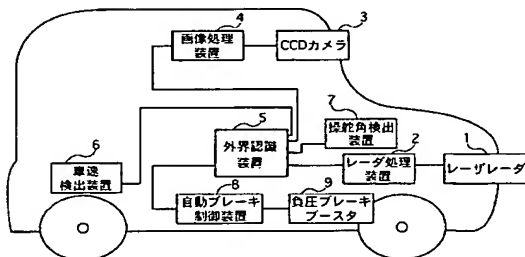 4
画像処理
装置
3
CCDカメラ
7
操舵角検出
装置
5
外界認識
装置
2
レーダ処理
装置
1
レーザレーダ
6
車速
検出装置
8
自動ブレーキ
制御装置
9
負圧ブレーキ
ブースタ